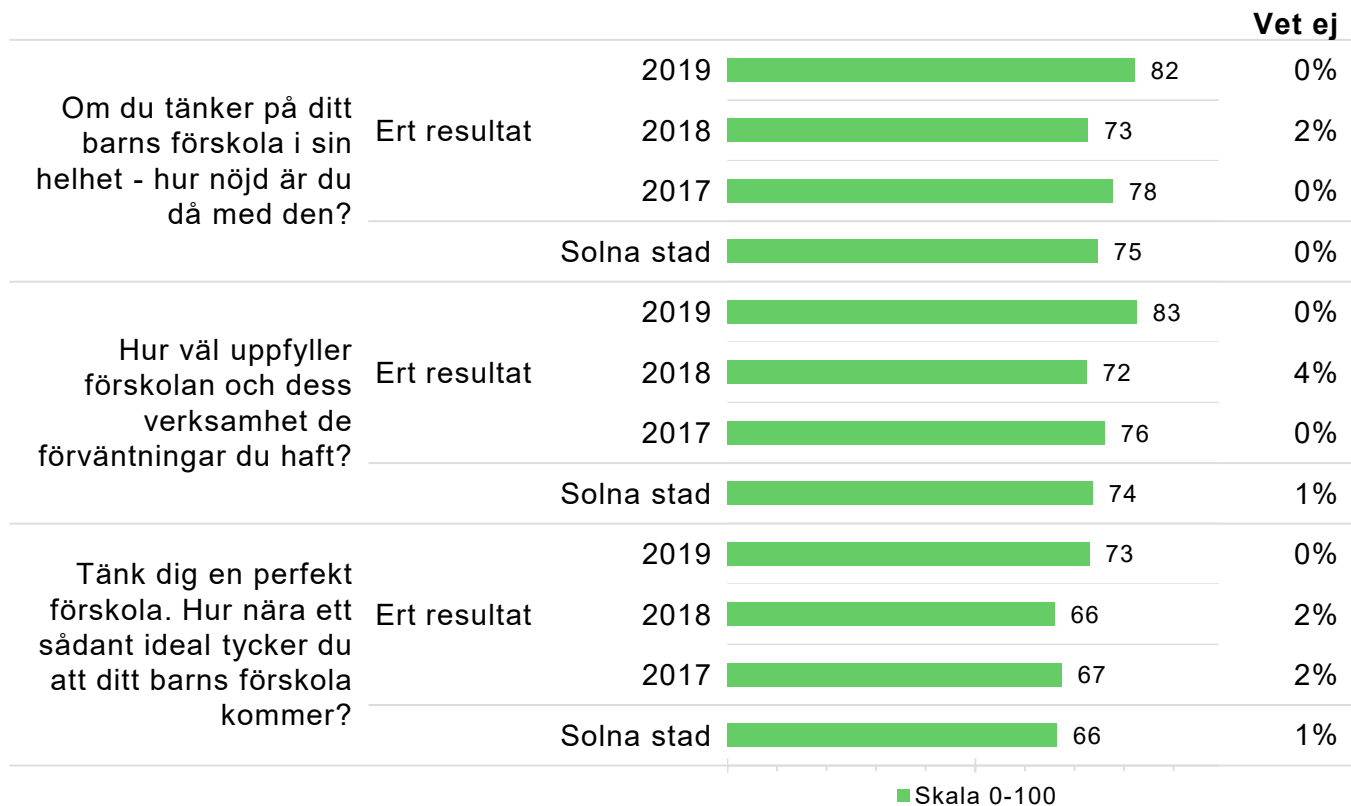 Vet ej
Om du tänker på ditt
barns förskola i sin
helhet - hur nöjd är du
då med den?
Ert resultat
2019 82 0%
2018 73 2%
2017 78 0%
Solna stad 75 0%
Hur väl uppfyller
förskolan och dess
verksamhet de
förväntningar du haft?
Ert resultat
2019 83 0%
2018 72 4%
2017 76 0%
Solna stad 74 1%
Tänk dig en perfekt
förskola. Hur nära ett
sådant ideal tycker du
att ditt barns förskola
kommer?
Ert resultat
2019 73 0%
2018 66 2%
2017 67 2%
Solna stad 66 1%
Skala 0-100